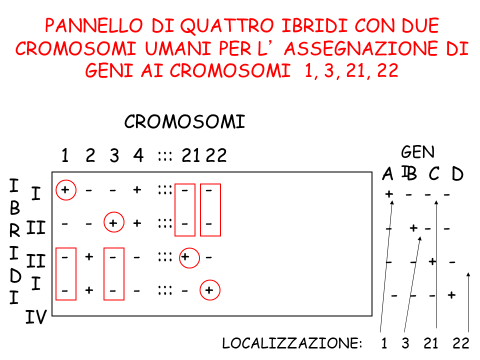 PANNELLO DI QUATTRO IBRIDI CON DUE
CROMOSOMI UMANI PER L' ASSEGNAZIONE DI
GENI AI CROMOSOMI 1, 3, 21, 22
CROMOSOMI
GEN
I
1 2 3 4 ::: 21 22
A B C D
IBRIDI
I + - - + ::: - - + - - -
II - - + + ::: - - - + - -
III - + - - ::: + - - - + -
IV - + - - ::: - + - - - +
LOCALIZZAZIONE: 1 3 21 22